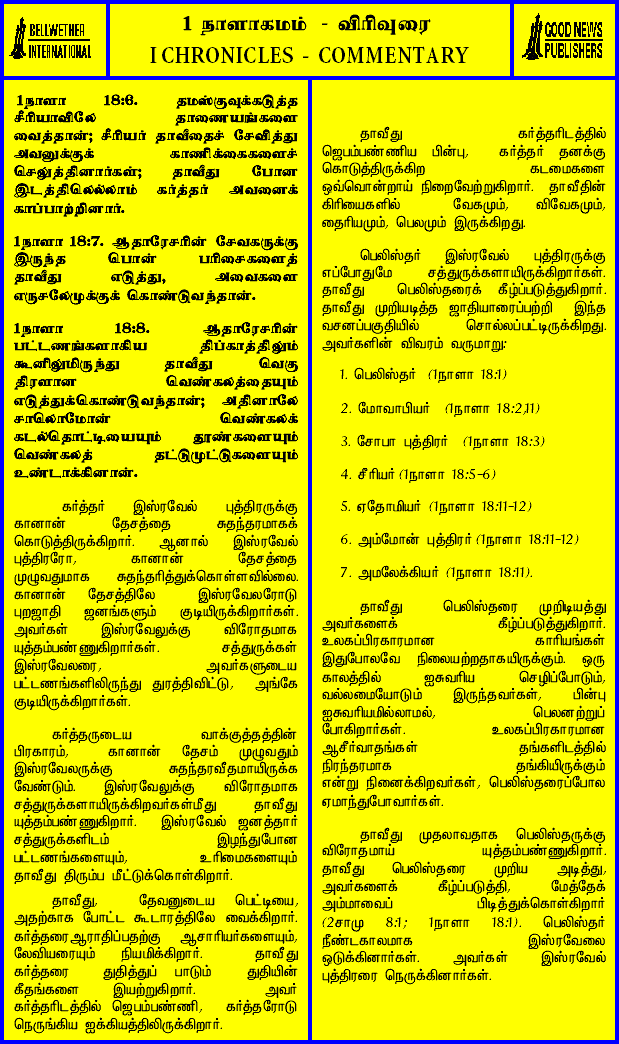 BELLWETHER
INTERNATIONAL
1 நாளாகமம் - விரிவுரை
I CHRONICLES - COMMENTARY
GOOD NEWS
PUBLISHERS
1நாளா 18:6. தமஸ்குவுக்கடுத்த
சீரியாவிலே தாணையங்களை
வைத்தான்; சீரியர் தாவீதைச் சேவித்து
அவனுக்குக் காணிக்கைகளைச்
செலுத்தினார்கள்; தாவீது போன
இடத்திலெல்லாம் கர்த்தர் அவனைக்
காப்பாற்றினார்.
1நாளா 18:7. ஆதாரேசரின் சேவகருக்கு
இருந்த பொன் பரிசைகளைத்
தாவீது எடுத்து, அவைகளை
எருசலேமுக்குக் கொண்டுவந்தான்.
1நாளா 18:8. ஆதாரேசரின்
பட்டணங்களாகிய திப்காத்திலும்
கூனிலுமிருந்து தாவீது வெகு
திரளான வெண்கலத்தையும்
எடுத்துக்கொண்டுவந்தான்; அதினாலே
சாலொமோன் வெண்கலக்
கடல்தொட்டியையும் தூண்களையும்
வெண்கலத் தட்டுமுட்டுகளையும்
உண்டாக்கினான்.
கர்த்தர் இஸ்ரவேல் புத்திரருக்கு
கானான் தேசத்தை சுதந்தரமாகக்
கொடுத்திருக்கிறார். ஆனால் இஸ்ரவேல்
புத்திரரோ, கானான் தேசத்தை
முழுவதுமாக சுதந்தரித்துக்கொள்ளவில்லை.
கானான் தேசத்திலே இஸ்ரவேலரோடு
புறஜாதி ஜனங்களும் குடியிருக்கிறார்கள்.
அவர்கள் இஸ்ரவேலுக்கு விரோதமாக
யுத்தம்பண்ணுகிறார்கள். சத்துருக்கள்
இஸ்ரவேலரை, அவர்களுடைய
பட்டணங்களிலிருந்து துரத்திவிட்டு, அங்கே
குடியிருக்கிறார்கள்.
கர்த்தருடைய வாக்குத்தத்தின்
பிரகாரம், கானான் தேசம் முழுவதும்
இஸ்ரவேலருக்கு சுதந்தரவீதமாயிருக்க
வேண்டும். இஸ்ரவேலுக்கு விரோதமாக
சத்துருக்களாயிருக்கிறவர்கள்மீது தாவீது
யுத்தம்பண்ணுகிறார். இஸ்ரவேல் ஜனத்தார்
சத்துருக்களிடம் இழந்துபோன
பட்டணங்களையும், உரிமைகளையும்
தாவீது திரும்ப மீட்டுக்கொள்கிறார்.
தாவீது, தேவனுடைய பெட்டியை,
அதற்காக போட்ட கூடாரத்திலே வைக்கிறார்.
கர்த்தரைஆராதிப்பதற்கு ஆசாரியர்களையும்,
லேவியரையும் நியமிக்கிறார். தாவீது
கர்த்தரை துதித்துப் பாடும் துதியின்
கீதங்களை இயற்றுகிறார். அவர்
கர்த்தரிடத்தில் ஜெபம்பண்ணி, கர்த்தரோடு
நெருங்கிய ஐக்கியத்திலிருக்கிறார்.
தாவீது கர்த்தரிடத்தில்
ஜெபம்பண்ணிய பின்பு, கர்த்தர் தனக்கு
கொடுத்திருக்கிற கடமைகளை
ஒவ்வொன்றாய் நிறைவேற்றுகிறார். தாவீதின்
கிரியைகளில் வேகமும், விவேகமும்,
தைரியமும், பெலமும் இருக்கிறது.
பெலிஸ்தர் இஸ்ரவேல் புத்திரருக்கு
எப்போதுமே சத்துருக்களாயிருக்கிறார்கள்.
தாவீது பெலிஸ்தரைக் கீழ்ப்படுத்துகிறார்.
தாவீது முறியடித்த ஜாதியாரைப்பற்றி இந்த
வசனப்பகுதியில் சொல்லப்பட்டிருக்கிறது.
அவர்களின் விவரம் வருமாறு:
1. பெலிஸ்தர் (1நாளா 18:1)
2. மோவாபியர் (1நாளா 18:2,11)
3. சோபா புத்திரர் (1நாளா 18:3)
4. சீரியர் (1நாளா 18:5-6)
5. ஏதோமியர் (1நாளா 18:11-12)
6. அம்மோன் புத்திரர் (1நாளா 18:11-12)
7. அமலேக்கியர் (1நாளா 18:11).
தாவீது பெலிஸ்தரை முறிடியத்து
அவர்களைக் கீழ்ப்படுத்துகிறார்.
உலகப்பிரகாரமான காரியங்கள்
இதுபோலவே நிலையற்றதாகயிருக்கும். ஒரு
காலத்தில் ஐசுவரிய செழிப்போடும்,
வல்லமையோடும் இருந்தவர்கள், பின்பு
ஐசுவரியமில்லாமல், பெலனற்றுப்
போகிறார்கள். உலகப்பிரகாரமான
ஆசீர்வாதங்கள் தங்களிடத்தில்
நிரந்தரமாக தங்கியிருக்கும்
என்று நினைக்கிறவர்கள், பெலிஸ்தரைப்போல
ஏமாந்துபோவார்கள்.
தாவீது முதலாவதாக பெலிஸ்தருக்கு
விரோதமாய் யுத்தம்பண்ணுகிறார்.
தாவீது பெலிஸ்தரை முறிய அடித்து,
அவர்களைக் கீழ்ப்படுத்தி, மேத்தேக்
அம்மாவைப் பிடித்துக்கொள்கிறார்
(2சாமு 8:1; 1நாளா 18:1). பெலிஸ்தர்
நீண்டகாலமாக இஸ்ரவேலை
ஒடுக்கினார்கள். அவர்கள் இஸ்ரவேல்
புத்திரரை நெருக்கினார்கள்.